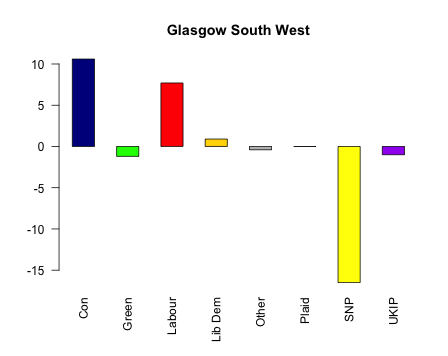 Glasgow South West
10
5
0
-5
-10
-15
Con
Green
Labour
Lib Dem
Other
Plaid
SNP
UKIP